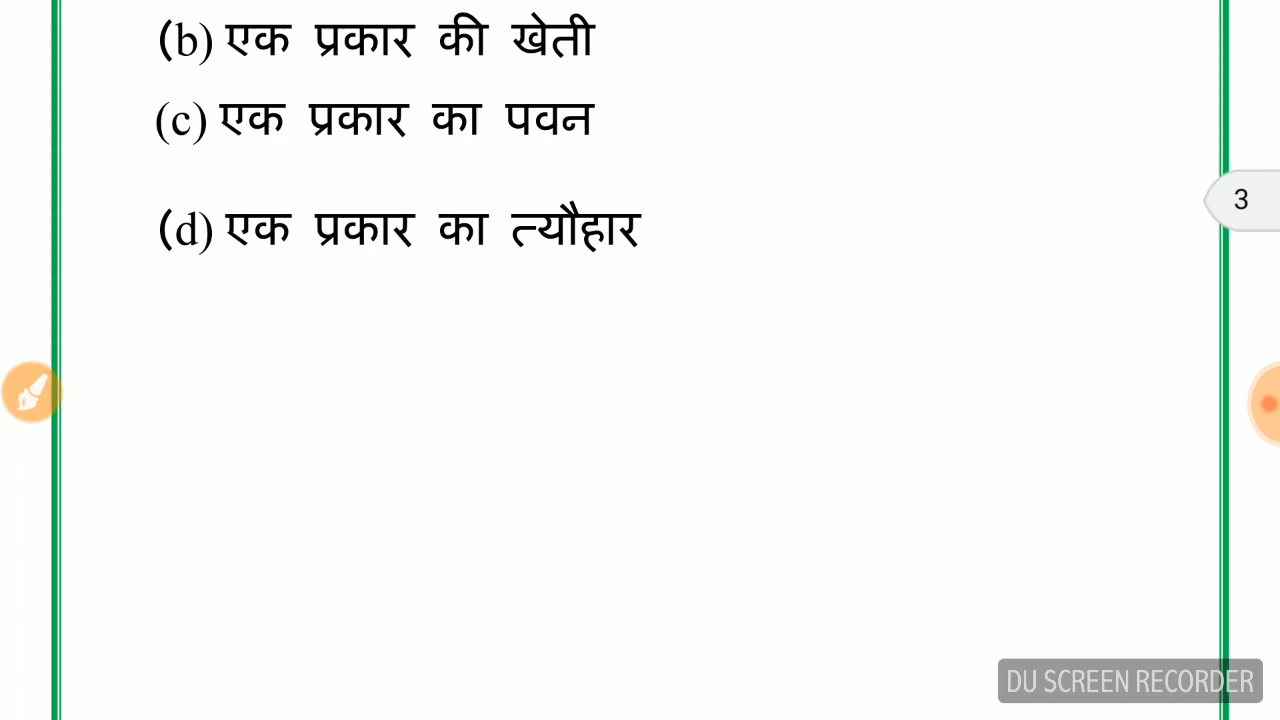 (b) एक प्रकार की खेती
(c) एक प्रकार का पवन
(d) एक प्रकार का त्यौहार
3
DU SCREEN RECORDER